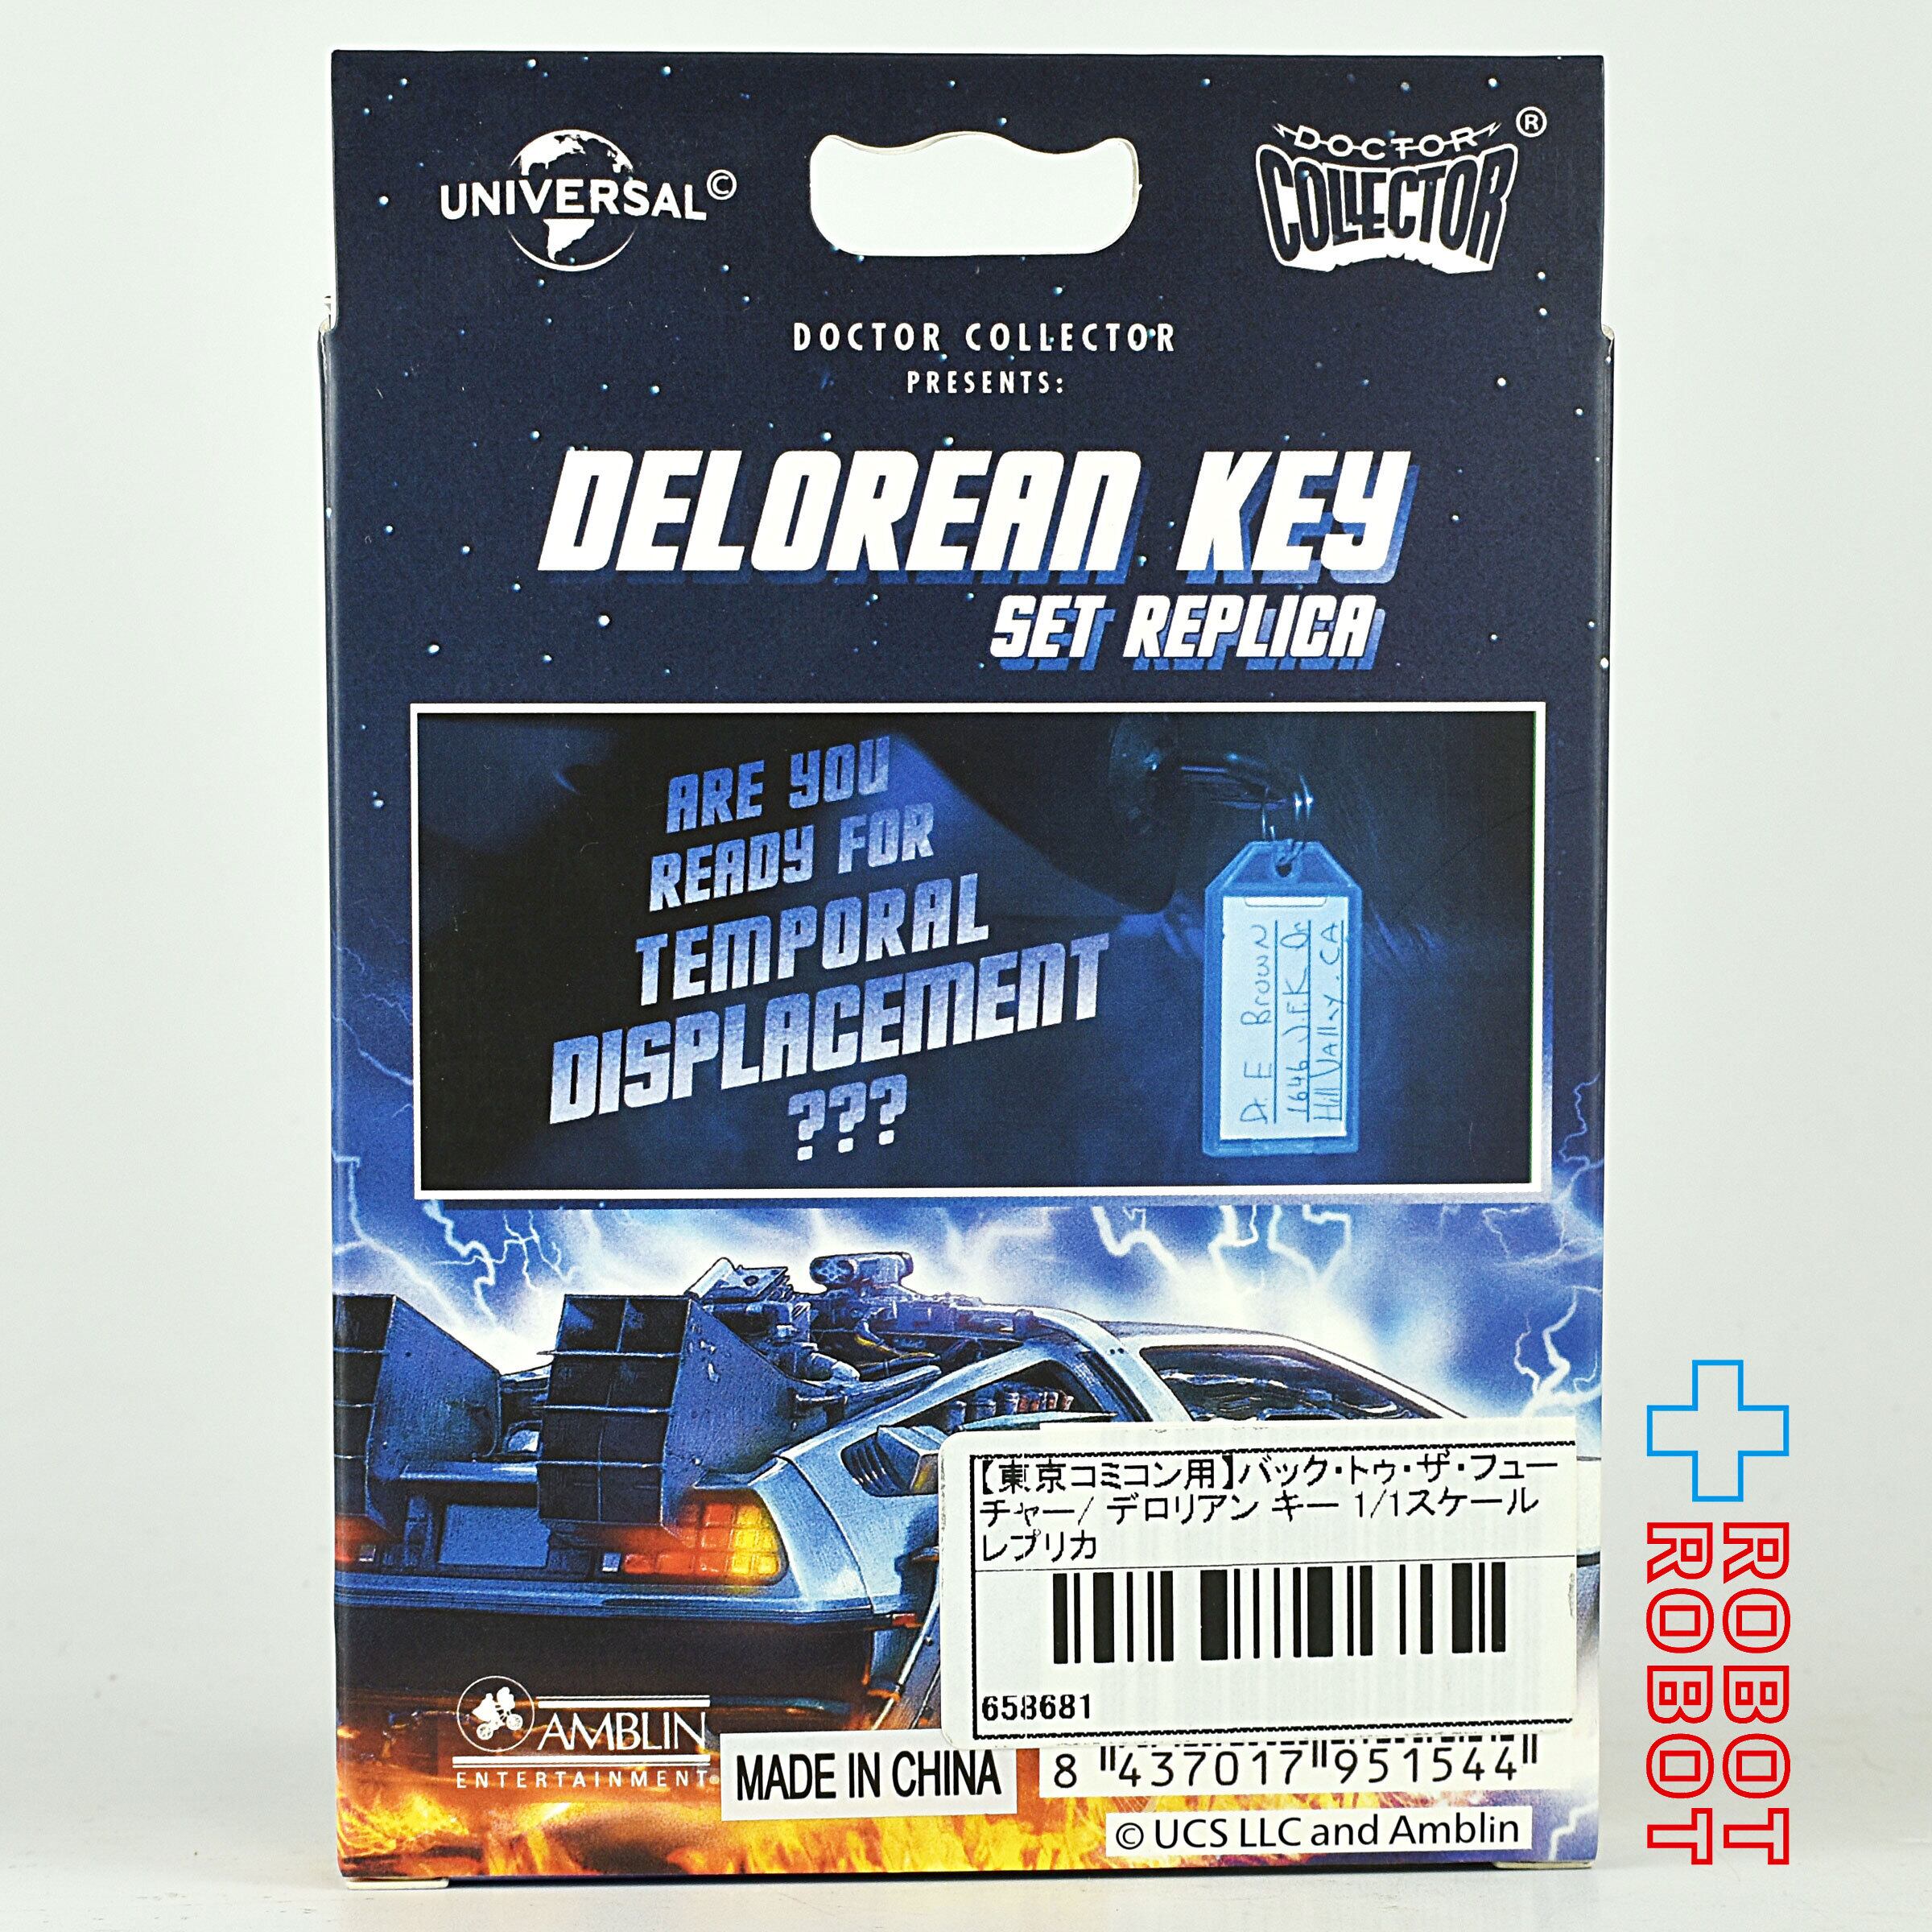 UNIVERSAL©
DOCTOR COLLECTOR®
DOCTOR COLLECTOR
PRESENTS:
DELOREAN KEY
SET REPLICA
ARE YOU
READY FOR
TEMPORAL
DISPLACEMENT
???
Dr. E Brown
1646 J.F.K Dr
Hill Vally. CA
【東京コミコン用】バック・トゥ・ザ・フュー
チャー/ デロリアン キー 1/1スケール
レプリカ
658681
AMBLIN
ENTERTAINMENT®
MADE IN CHINA
8 "437017"951544"
© UCS LLC and Amblin
ROBOT
ROBOT